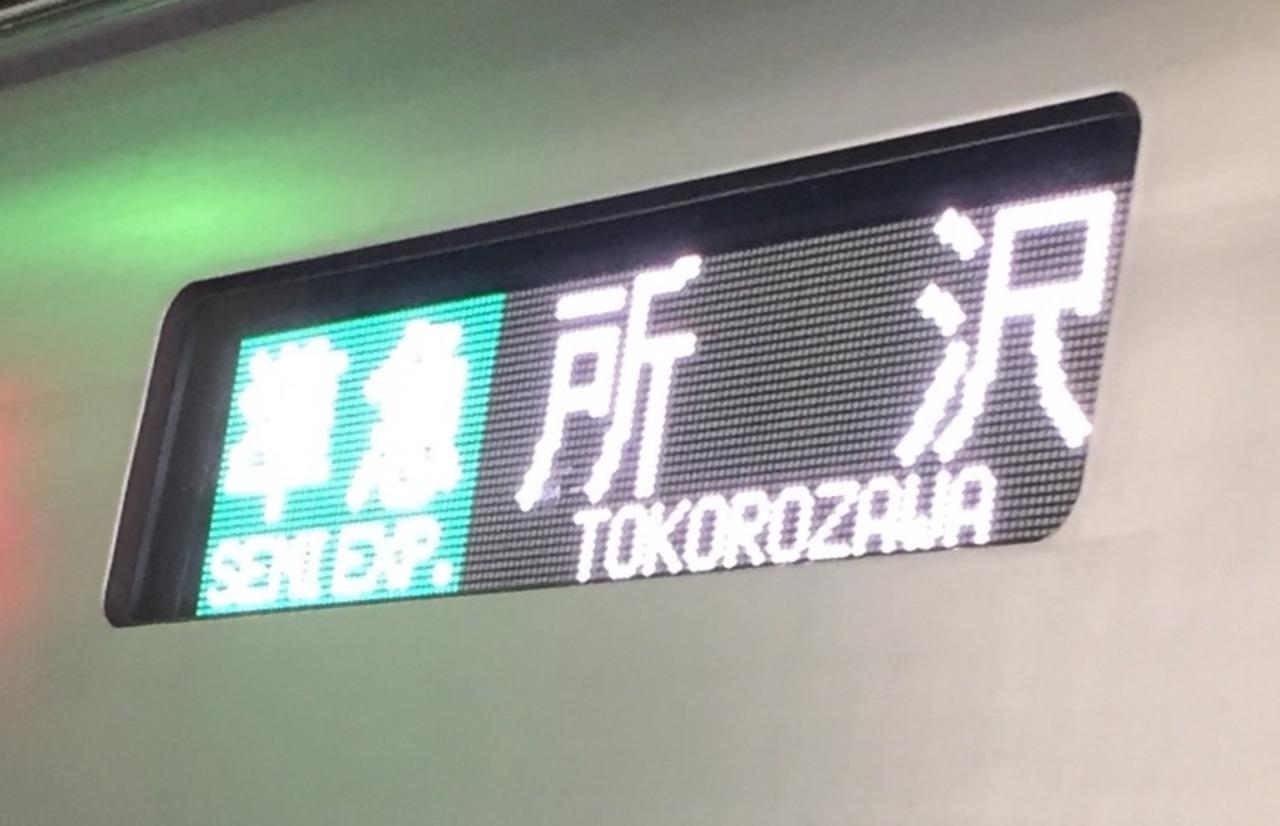 準急 所沢
SEMI EXP. TOKOROZAWA